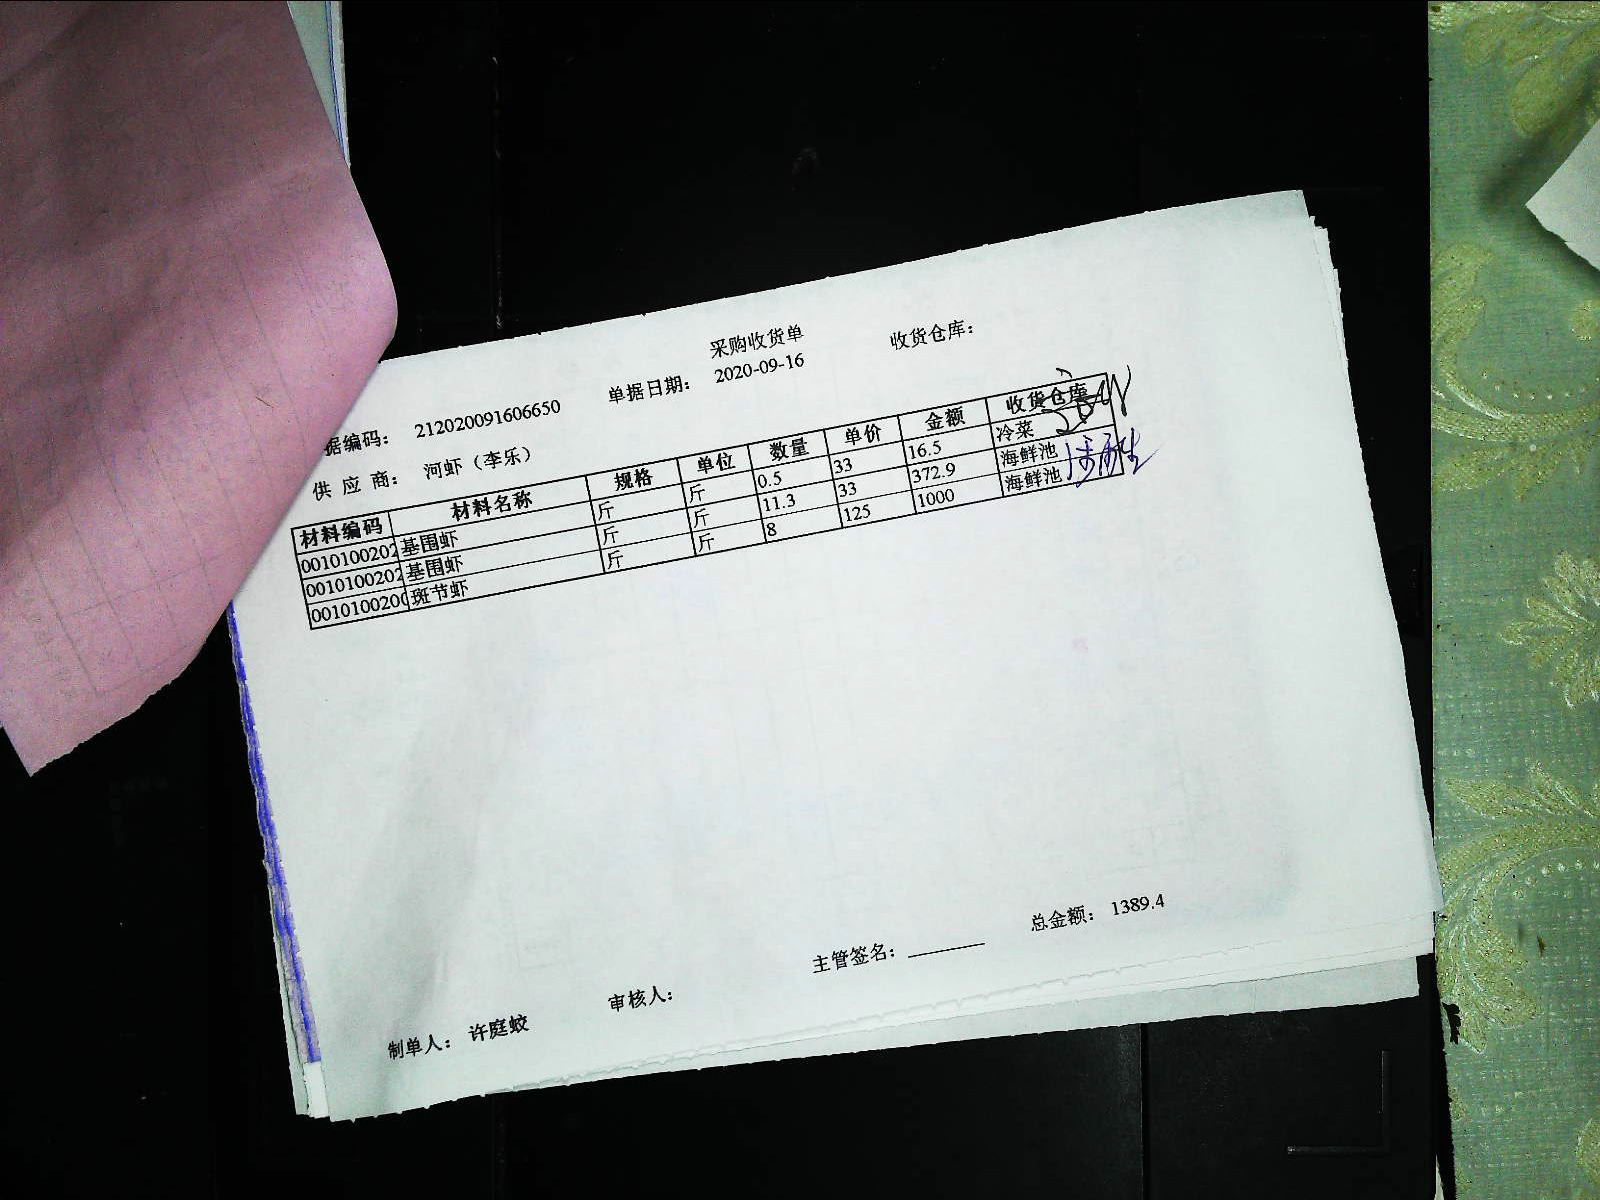 采购收货单
收货仓库:
据编码: 212020091606650 单据日期: 2020-09-16
供 应 商: 河虾（李乐）
材料编码 材料名称 规格 单位 数量 单价 金额 收货仓库
0010100202 基围虾 斤 斤 0.5 33 16.5 冷菜
0010100202 基围虾 斤 斤 11.3 33 372.9 海鲜池
001010020 斑节虾 斤 斤 8 125 1000 海鲜池
制单人: 许庭蛟 审核人: 主管签名: 总金额: 1389.4